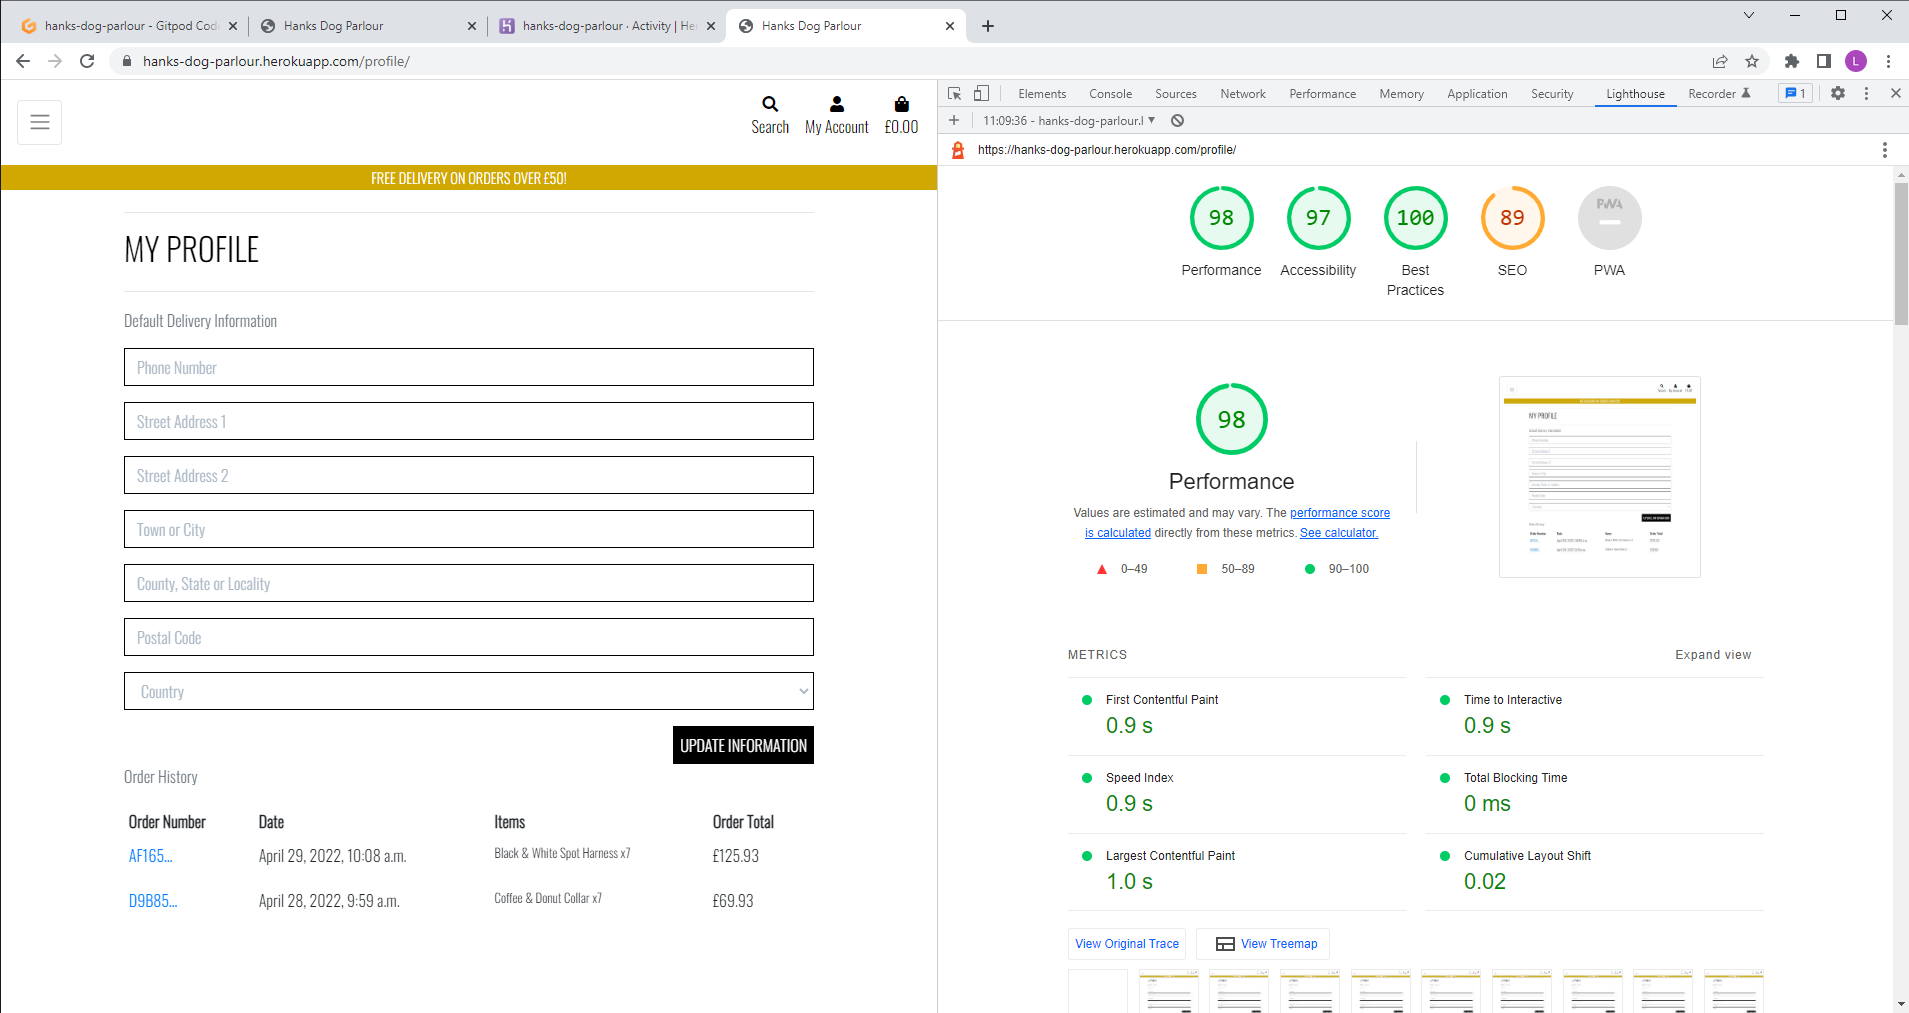 hanks-dog-parlour - Gitpod Code
Hanks Dog Parlour
hanks-dog-parlour · Activity | He
Hanks Dog Parlour
hanks-dog-parlour.herokuapp.com/profile/
L
Search
My Account
£0.00
FREE DELIVERY ON ORDERS OVER £50!
MY PROFILE
Default Delivery Information
Phone Number
Street Address 1
Street Address 2
Town or City
County, State or Locality
Postal Code
Country
UPDATE INFORMATION
Order History
Order Number Date Items Order Total
AF165... April 29, 2022, 10:08 a.m. Black & White Spot Harness x7 £125.93
D9B85... April 28, 2022, 9:59 a.m. Coffee & Donut Collar x7 £69.93
Elements Console Sources Network Performance Memory Application Security Lighthouse Recorder 1
11:09:36 - hanks-dog-parlour.l
https://hanks-dog-parlour.herokuapp.com/profile/
98 97 100 89 PWA
Performance Accessibility Best SEO PWA
Practices
98
Performance
Values are estimated and may vary. The performance score
is calculated directly from these metrics. See calculator.
0–49 50–89 90–100
MY PROFILE
METRICS Expand view
First Contentful Paint
0.9 s
Time to Interactive
0.9 s
Speed Index
0.9 s
Total Blocking Time
0 ms
Largest Contentful Paint
1.0 s
Cumulative Layout Shift
0.02
View Original Trace View Treemap